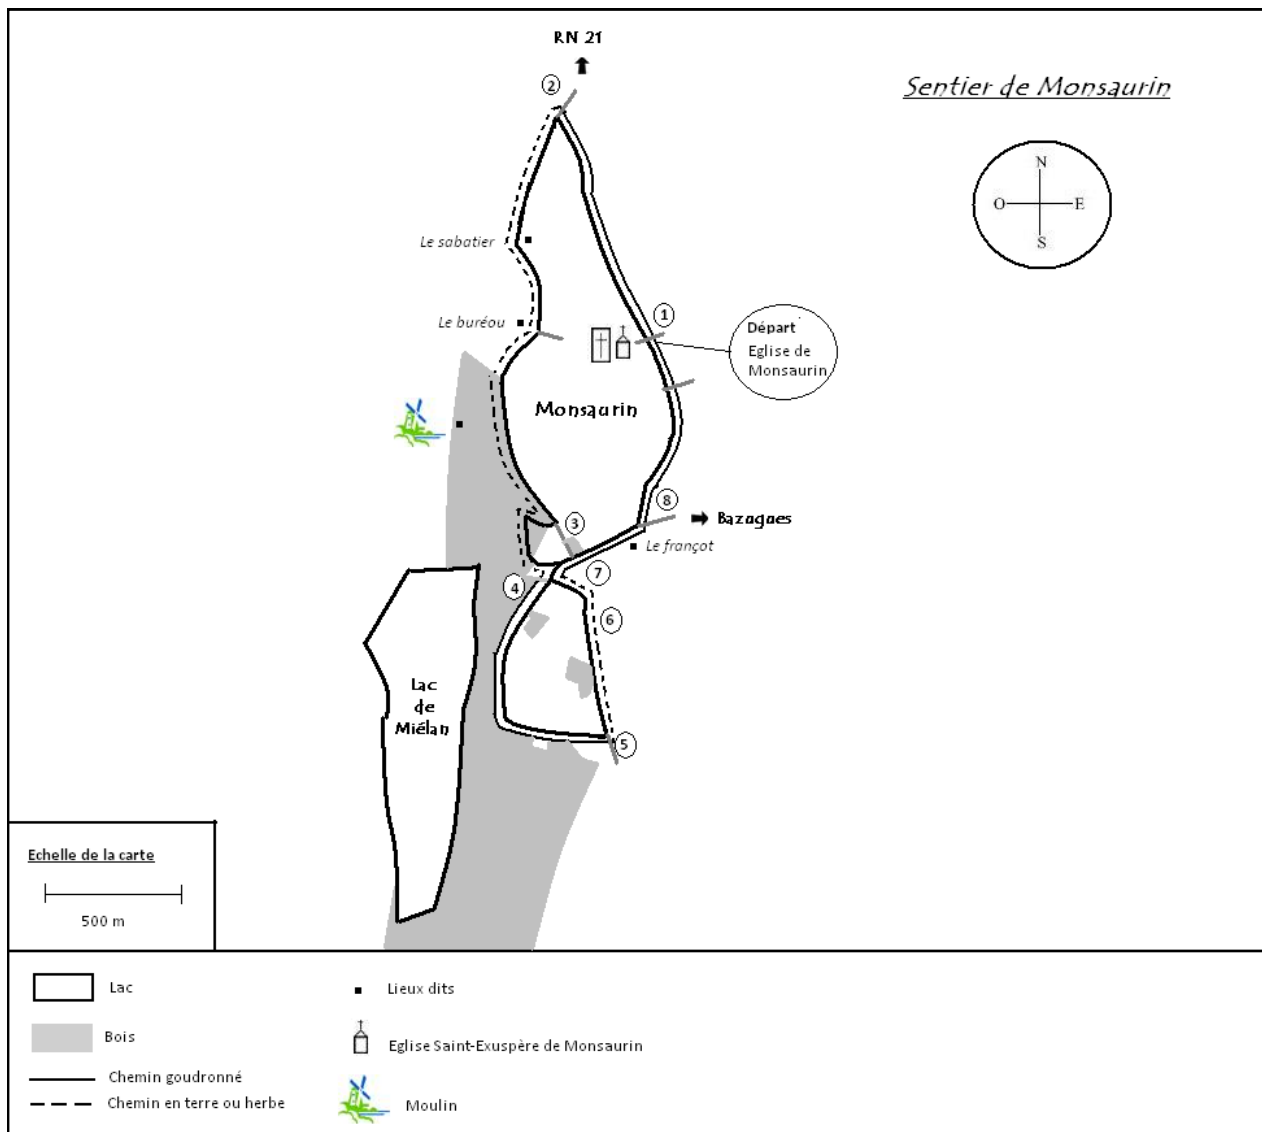 RN 21
2
Sentier de Monsaurin
N
O E
S
Le sabatier
Le buréou
1
Départ
Eglise de
Monsaurin
Monsaurin
8
Bazugues
3
Le françot
4
7
6
Lac
de
Miélan
5
Echelle de la carte
500 m
Lac
Lieux dits
Bois
Eglise Saint-Exuspère de Monsaurin
Chemin goudronné
Chemin en terre ou herbe
Moulin